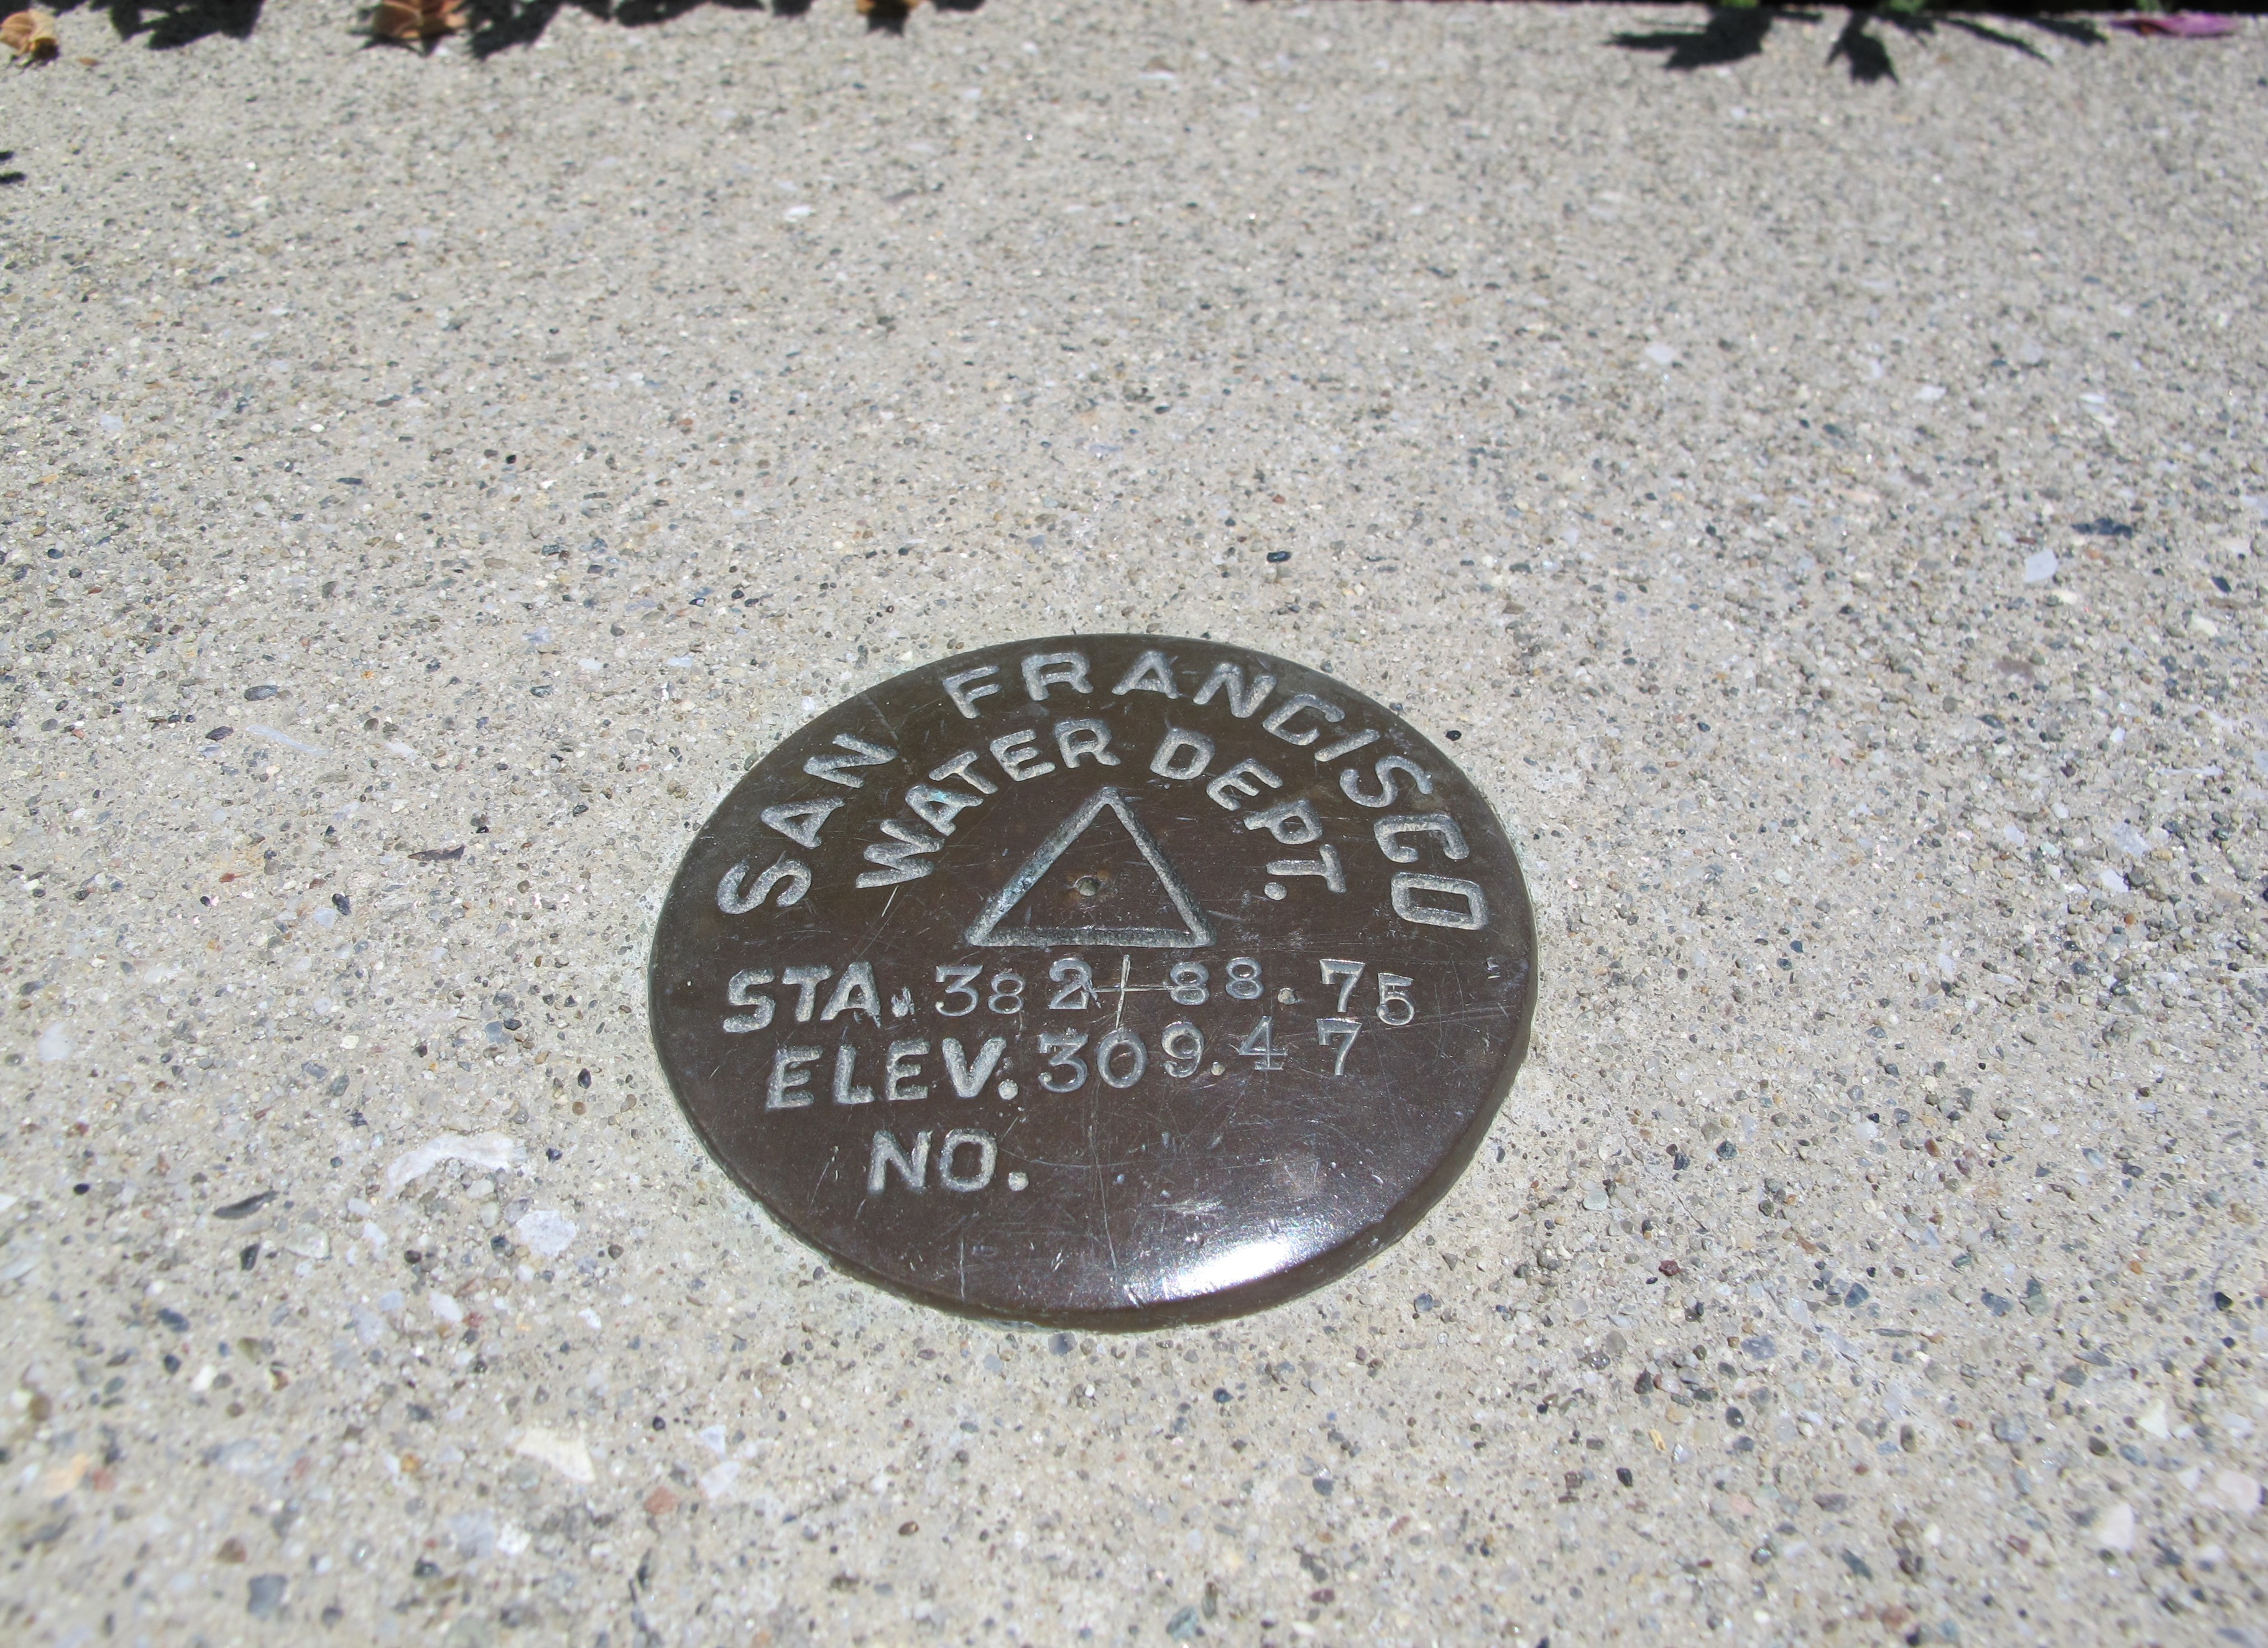 SAN FRANCISCO
WATER DEPT.
STA. 382+88.75
ELEV. 309.47
NO.